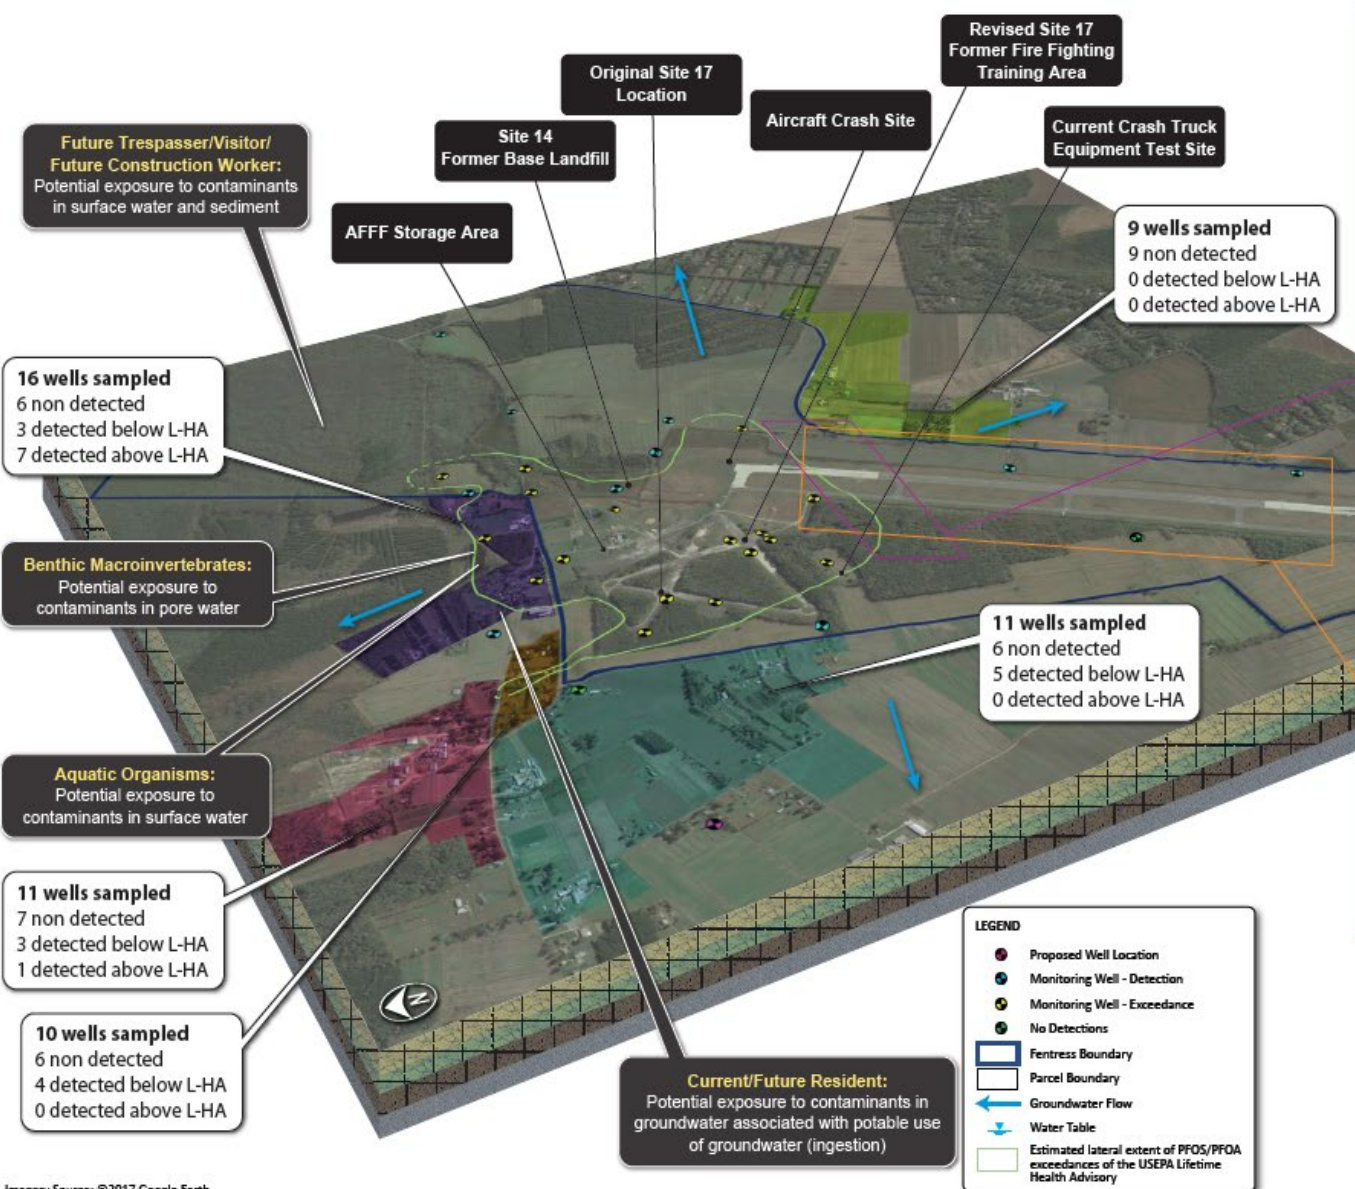 Revised Site 17
Former Fire Fighting
Training Area
Original Site 17
Location
Aircraft Crash Site
Current Crash Truck
Equipment Test Site
Site 14
Former Base Landfill
Future Trespasser/Visitor/
Future Construction Worker:
Potential exposure to contaminants
in surface water and sediment
AFFF Storage Area
9 wells sampled
9 non detected
0 detected below L-HA
0 detected above L-HA
16 wells sampled
6 non detected
3 detected below L-HA
7 detected above L-HA
Benthic Macroinvertebrates:
Potential exposure to
contaminants in pore water
11 wells sampled
6 non detected
5 detected below L-HA
0 detected above L-HA
Aquatic Organisms:
Potential exposure to
contaminants in surface water
11 wells sampled
7 non detected
3 detected below L-HA
1 detected above L-HA
N
10 wells sampled
6 non detected
4 detected below L-HA
0 detected above L-HA
Current/Future Resident:
Potential exposure to contaminants in
groundwater associated with potable use
of groundwater (ingestion)
LEGEND
Proposed Well Location
Monitoring Well - Detection
Monitoring Well - Exceedance
No Detections
Fentress Boundary
Parcel Boundary
Groundwater Flow
Water Table
Estimated lateral extent of PFOS/PFOA
exceedances of the USEPA Lifetime
Health Advisory
Imagery Source: ©2017 Google Earth